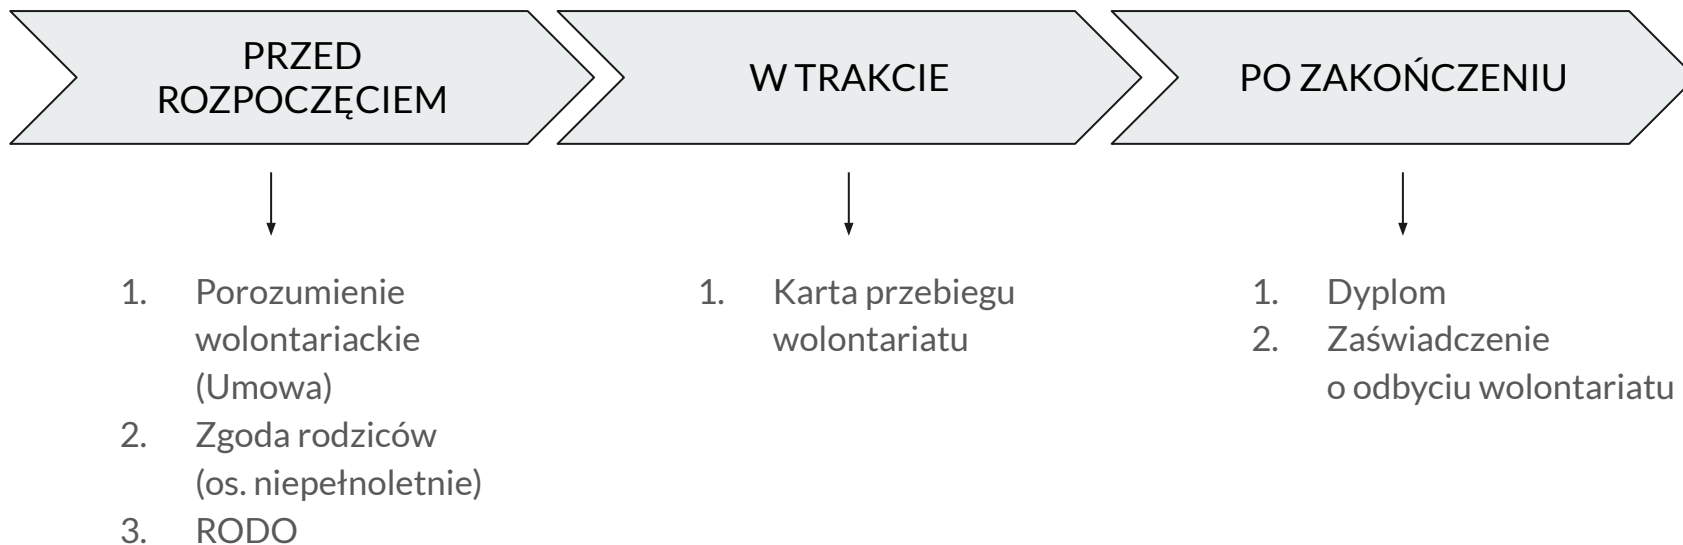 PRZED
ROZPOCZĘCIEM
W TRAKCIE
PO ZAKOŃCZENIU
1. Porozumienie
wolontariackie
(Umowa)
2. Zgoda rodziców
(os. niepełnoletnie)
3. RODO
1. Karta przebiegu
wolontariatu
1. Dyplom
2. Zaświadczenie
o odbyciu wolontariatu